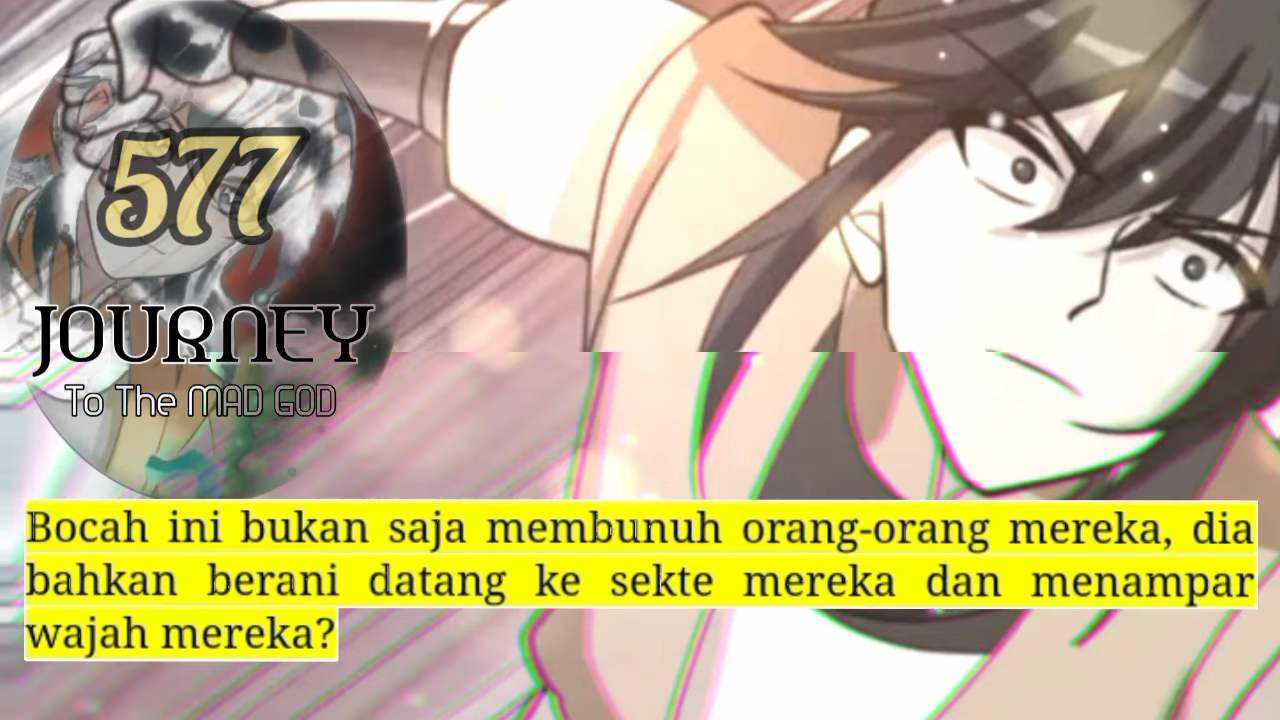 577
JOURNEY
To The MAD GOD
Bocah ini bukan saja membunuh orang-orang mereka, dia
bahkan berani datang ke sekte mereka dan menampar
wajah mereka?